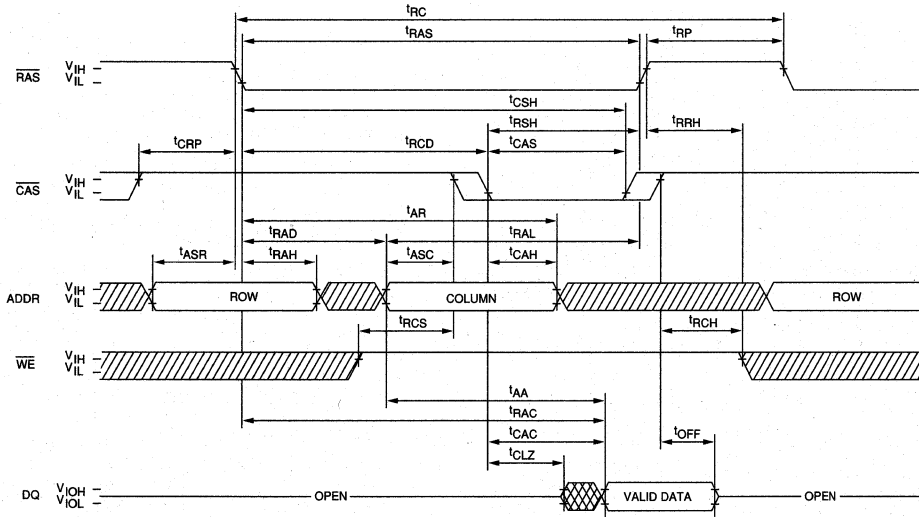 tRC
tRAS
tRP
RAS VIH VIL
tCSH
tRSH
tRRH
tCRP
tRCD
tCAS
CAS VIH VIL
tAR
tRAD
tRAL
tASR
tRAH
tASC
tCAH
ADDR VIH VIL
ROW
COLUMN
ROW
tRCS
tRCH
WE VIH VIL
tAA
tRAC
tCAC
tOFF
tCLZ
DQ VIOH VIOL
OPEN
VALID DATA
OPEN